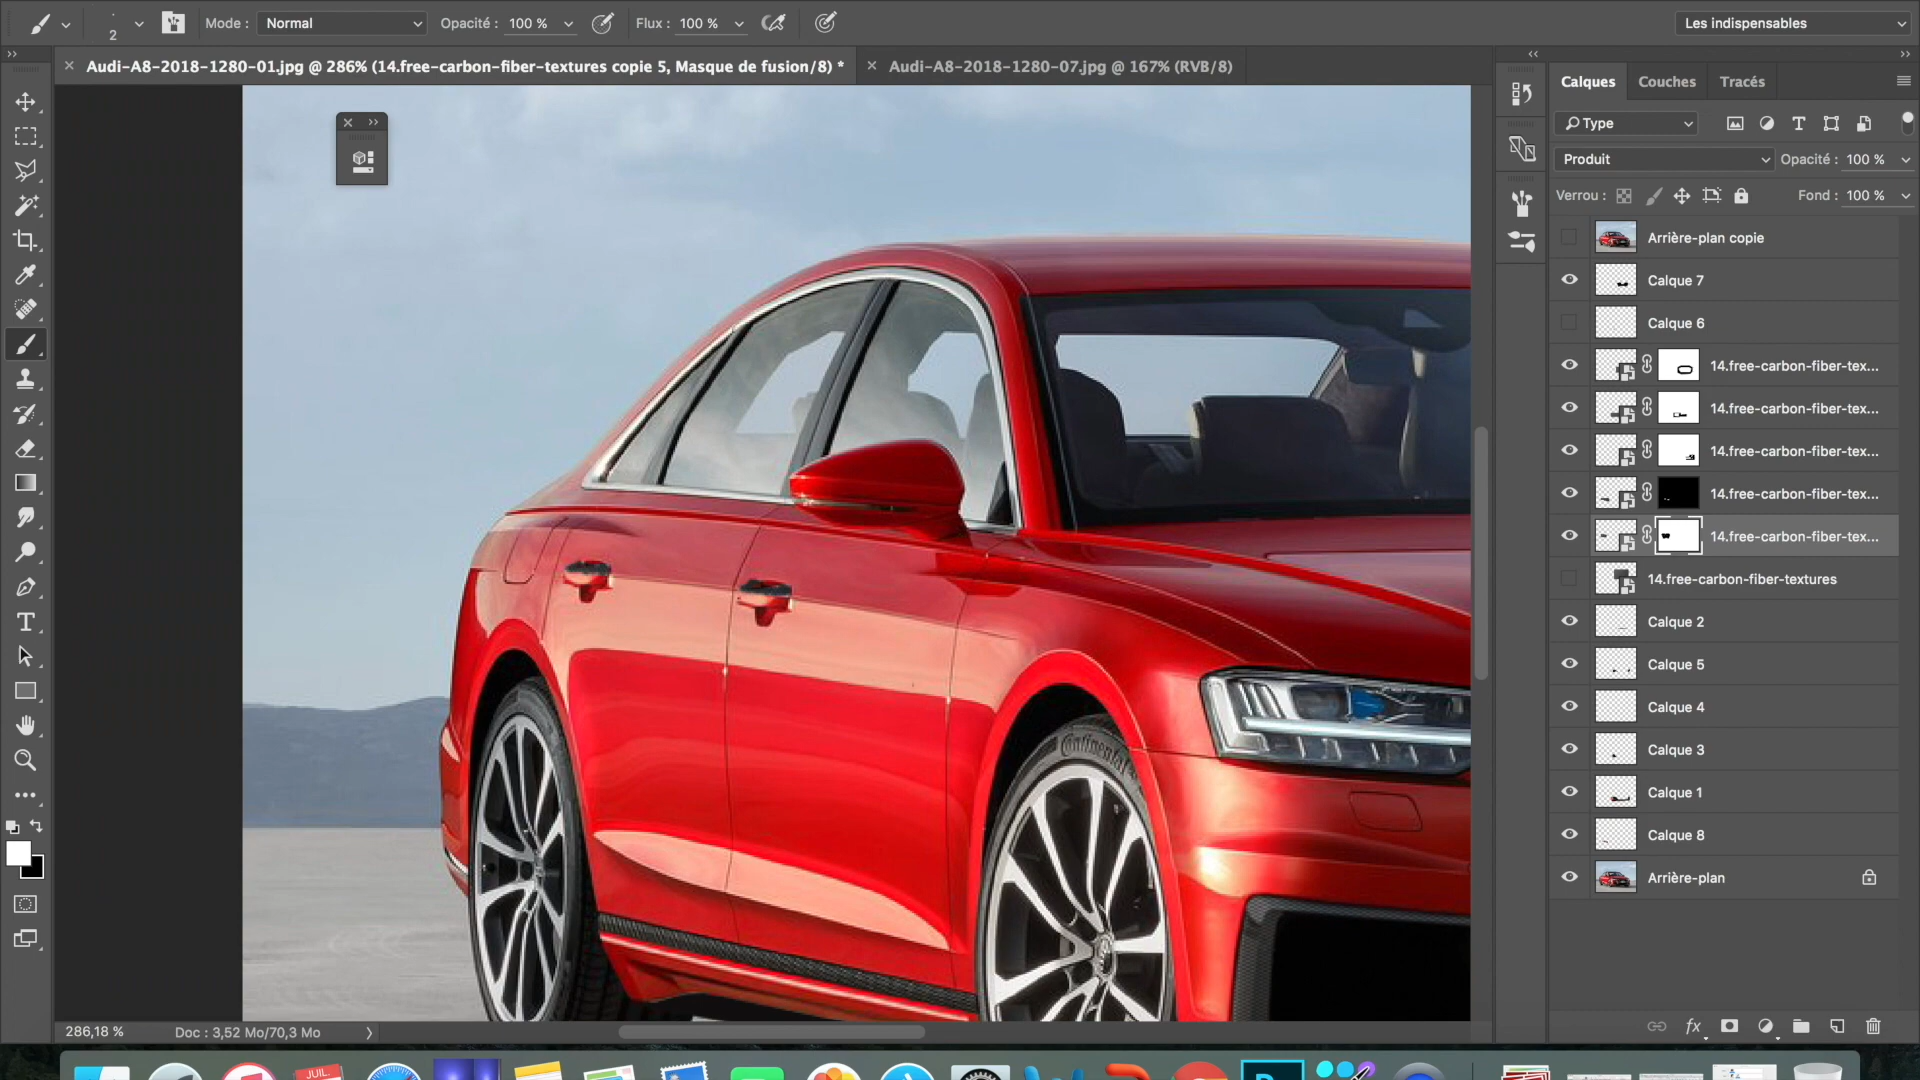 Mode : Normal Opacité : 100 % Flux : 100 % Les indispensables
2
Audi-A8-2018-1280-01.jpg @ 286% (14.free-carbon-fiber-textures copie 5, Masque de fusion/8) * Audi-A8-2018-1280-07.jpg @ 167% (RVB/8)
Calques Couches Tracés
Type
Produit Opacité : 100 %
Verrou : Fond : 100 %
Arrière-plan copie
Calque 7
Calque 6
14.free-carbon-fiber-tex...
14.free-carbon-fiber-tex...
14.free-carbon-fiber-tex...
14.free-carbon-fiber-tex...
14.free-carbon-fiber-tex...
14.free-carbon-fiber-textures
Calque 2
Calque 5
Calque 4
Calque 3
Calque 1
Calque 8
Arrière-plan
Continental
286,18 % Doc : 3,52 Mo/70,3 Mo
fx
JUIL.